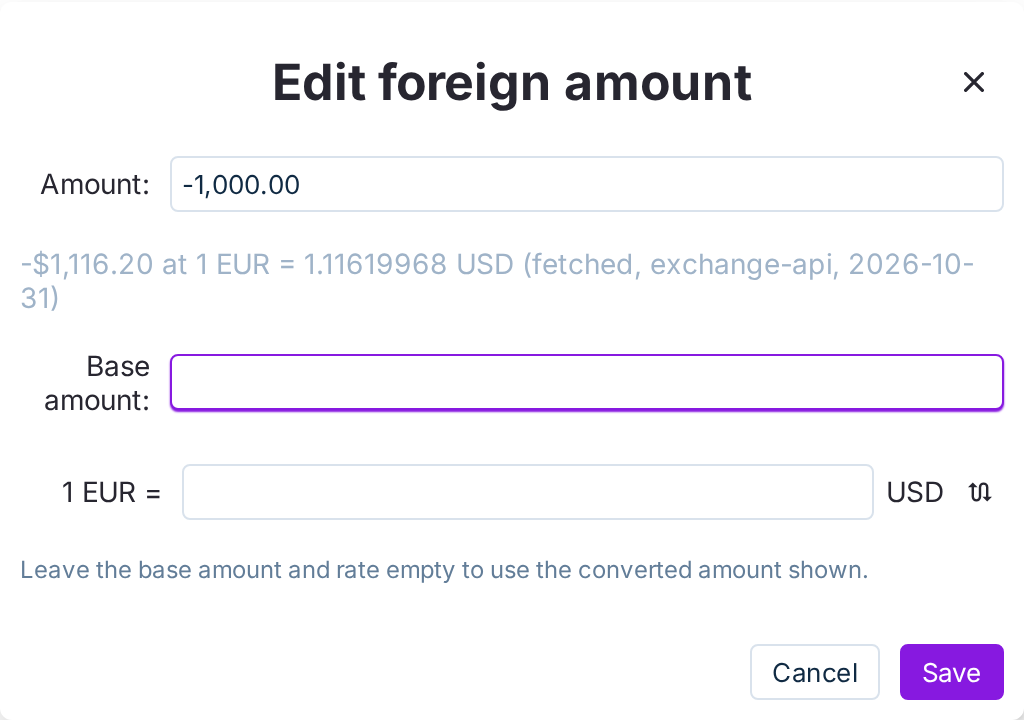 Edit foreign amount
Amount:
-1,000.00
-$1,116.20 at 1 EUR = 1.11619968 USD (fetched, exchange-api, 2026-10-
31)
Base
amount:
1 EUR =
USD
Leave the base amount and rate empty to use the converted amount shown.
Cancel
Save